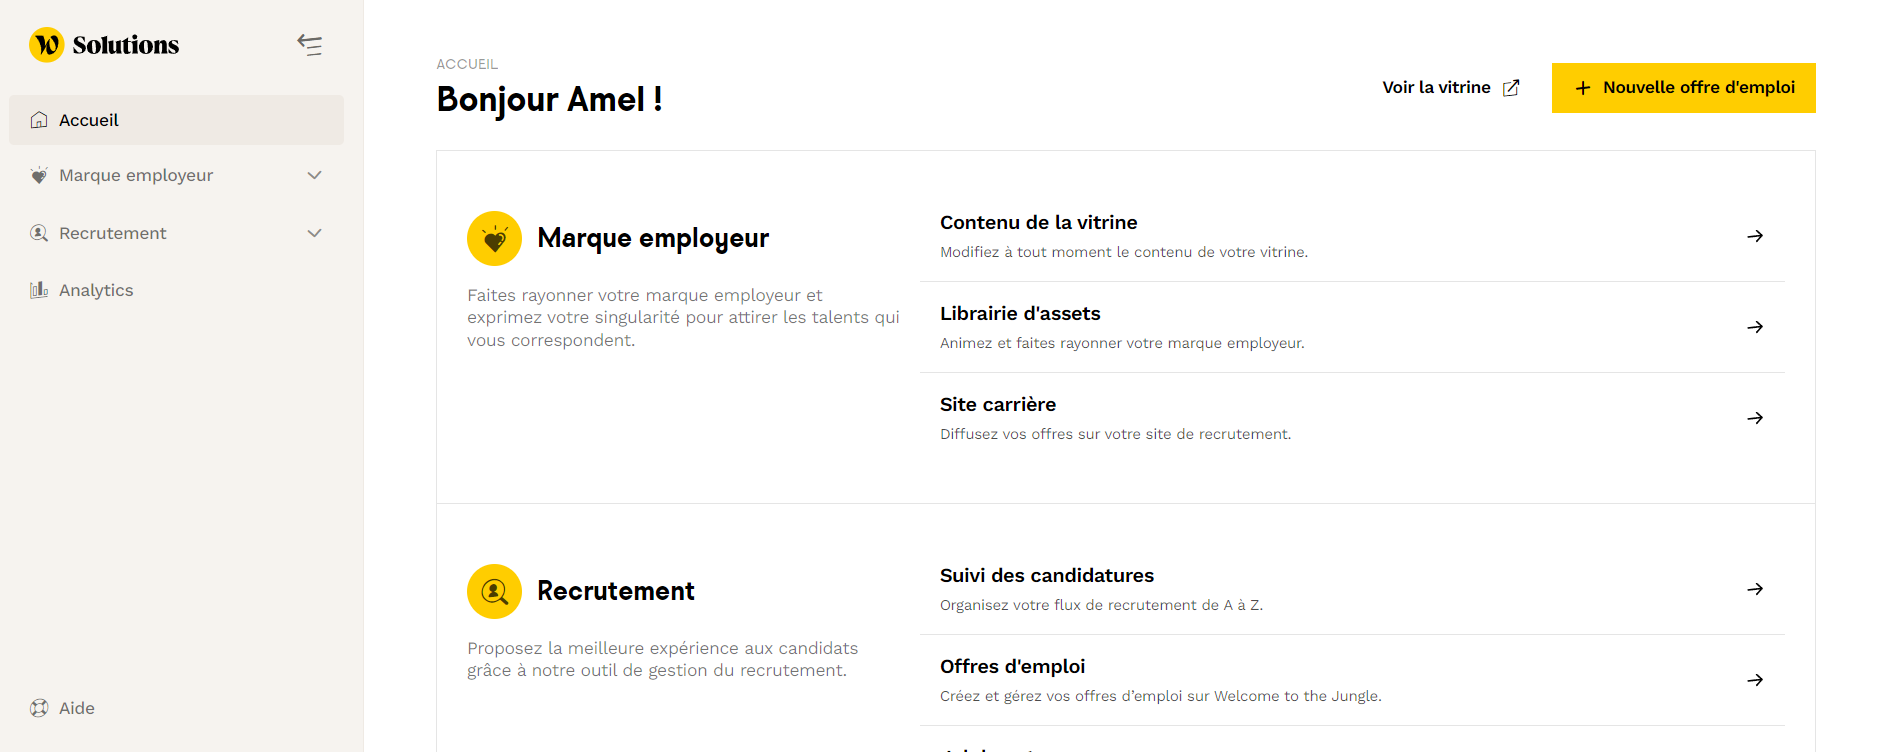 Solutions
Accueil
Marque employeur
Recrutement
Analytics
Aide
ACCUEIL
Bonjour Amel !
Voir la vitrine
Nouvelle offre d'emploi
Marque employeur
Faites rayonner votre marque employeur et
exprimez votre singularité pour attirer les talents qui
vous correspondent.
Contenu de la vitrine
Modifiez à tout moment le contenu de votre vitrine.
Librairie d'assets
Animez et faites rayonner votre marque employeur.
Site carrière
Diffusez vos offres sur votre site de recrutement.
Recrutement
Proposez la meilleure expérience aux candidats
grâce à notre outil de gestion du recrutement.
Suivi des candidatures
Organisez votre flux de recrutement de A à Z.
Offres d'emploi
Créez et gérez vos offres d’emploi sur Welcome to the Jungle.